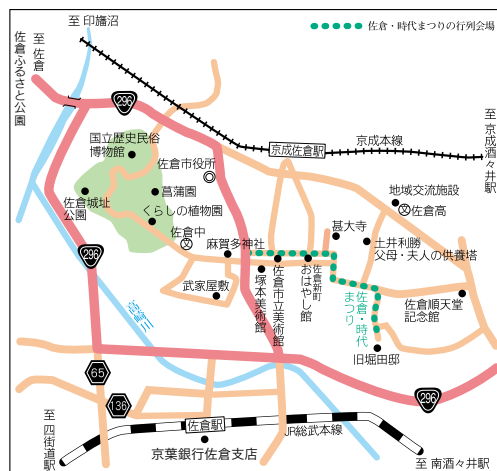 至 印旛沼
佐倉・時代まつりの行列会場
至 佐倉ふるさと公園
至 佐倉
296
国立歴史民俗
博物館
佐倉市役所
京成佐倉駅
京成本線
至 京成酒々井駅
菖蒲園
佐倉城址
公園
くらしの植物園
佐倉中
文
地域交流施設
文
佐倉高
甚大寺
土井利勝
父母・夫人の供養塔
麻賀多神社
296
武家屋敷
塚本美術館
佐倉市立美術館
佐倉新町
おはやし館
佐倉・時代
まつり
佐倉順天堂
記念館
高崎川
旧堀田邸
65
136
296
至 四街道駅
佐倉駅
JR総武本線
京葉銀行佐倉支店
至 南酒々井駅